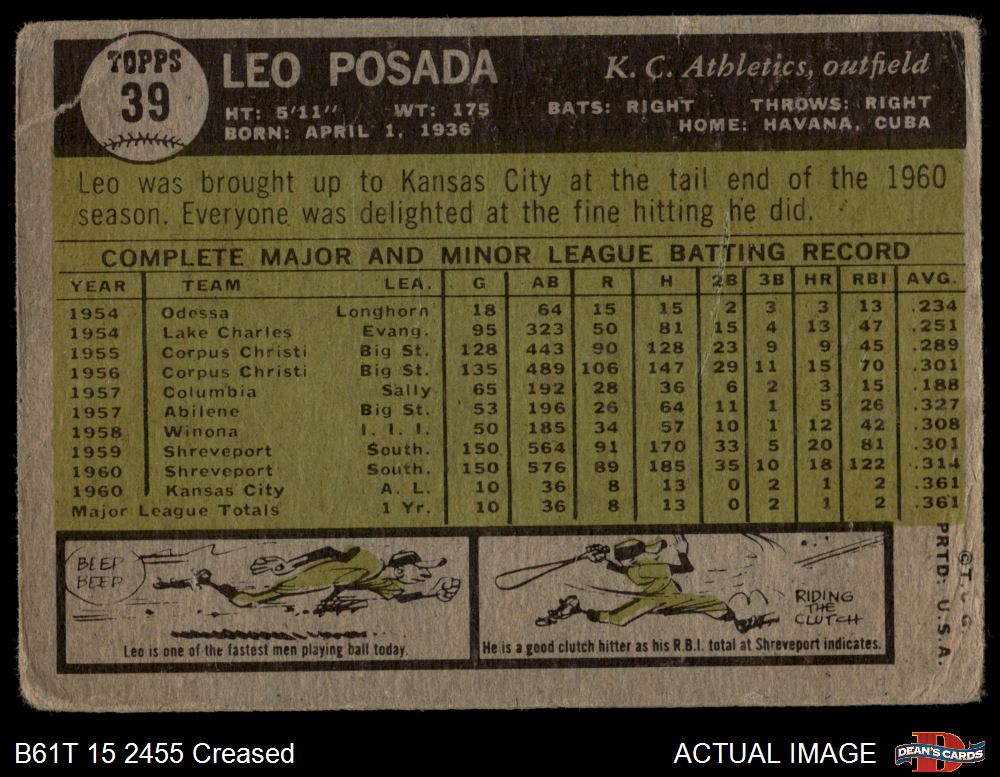 TOPPS
39
LEO POSADA
K. C. Athletics, outfield
HT: 5'11" WT: 175 BATS: RIGHT THROWS: RIGHT
BORN: APRIL 1, 1936 HOME: HAVANA, CUBA
Leo was brought up to Kansas City at the tail end of the 1960
season. Everyone was delighted at the fine hitting he did.
COMPLETE MAJOR AND MINOR LEAGUE BATTING RECORD
YEAR TEAM LEA. G AB R H 2B 3B HR RBI AVG.
1954 Odessa Longhorn 18 64 15 15 2 3 3 13 .234
1954 Lake Charles Evang. 95 323 50 81 15 4 13 47 .251
1955 Corpus Christi Big St. 128 443 90 128 23 9 9 45 .289
1956 Corpus Christi Big St. 135 489 106 147 29 11 15 70 .301
1957 Columbia Sally 65 192 28 36 6 2 3 15 .188
1957 Abilene Big St. 53 196 26 64 11 1 5 26 .327
1958 Winona I. I. I. 50 185 34 57 10 1 12 42 .308
1959 Shreveport South. 150 564 91 170 33 5 20 81 .301
1960 Shreveport South. 150 576 89 185 35 10 18 122 .314
1960 Kansas City A. L. 10 36 8 13 0 2 1 2 .361
Major League Totals 1 Yr. 10 36 8 13 0 2 1 2 .361
BEEP
BEEP
Leo is one of the fastest men playing ball today.
RIDING
THE
CLUTCH
He is a good clutch hitter as his R.B.I. total at Shreveport indicates.
©T.C.G.
PRTD. U.S.A.
B61T 15 2455 Creased
ACTUAL IMAGE
DEAN'S CARDS